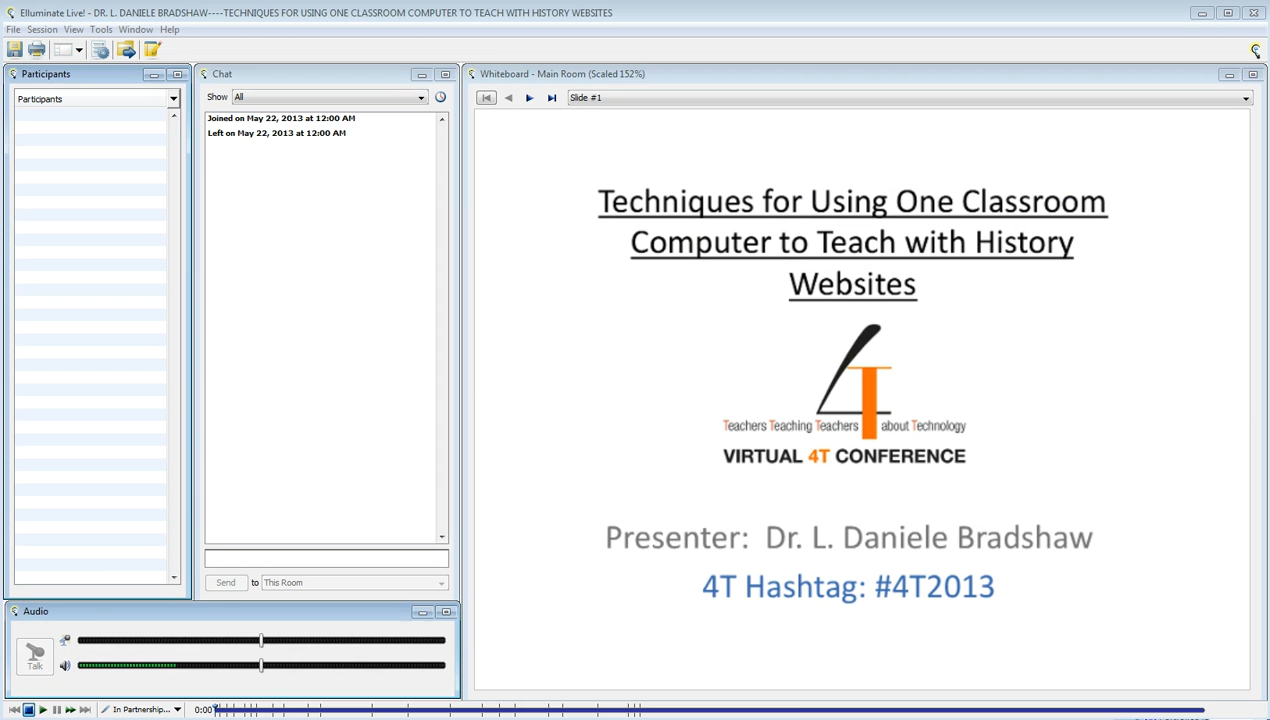 Elluminate Live! - DR. L. DANIELE BRADSHAW----TECHNIQUES FOR USING ONE CLASSROOM COMPUTER TO TEACH WITH HISTORY WEBSITES
File Session View Tools Window Help
Participants
Participants
Chat
Show All
Joined on May 22, 2013 at 12:00 AM
Left on May 22, 2013 at 12:00 AM
Send to This Room
Audio
Talk
In Partnership... 0:00
Whiteboard - Main Room (Scaled 152%)
Slide #1
Techniques for Using One Classroom
Computer to Teach with History
Websites
4T
Teachers Teaching Teachers about Technology
VIRTUAL 4T CONFERENCE
Presenter: Dr. L. Daniele Bradshaw
4T Hashtag: #4T2013